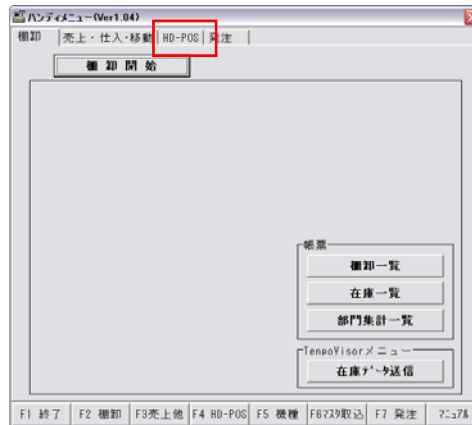 ハンディメニュー(Ver1.04)
棚卸 売上・仕入・移動 HD-POS 発注
棚 卸 開 始
帳票
棚卸一覧
在庫一覧
部門集計一覧
TenpoVisorメニュー
在庫データ送信
F1 終了 F2 棚卸 F3売上他 F4 HD-POS F5 機種 F6マスタ取込 F7 発注 マニュアル